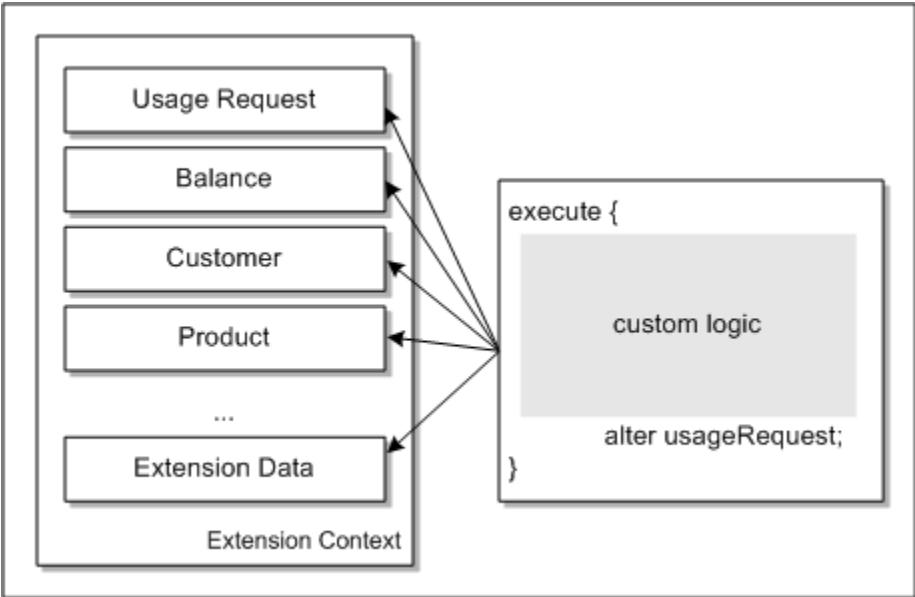 Usage Request
Balance
Customer
Product
...
Extension Data
Extension Context
execute {
custom logic
alter usageRequest;
}